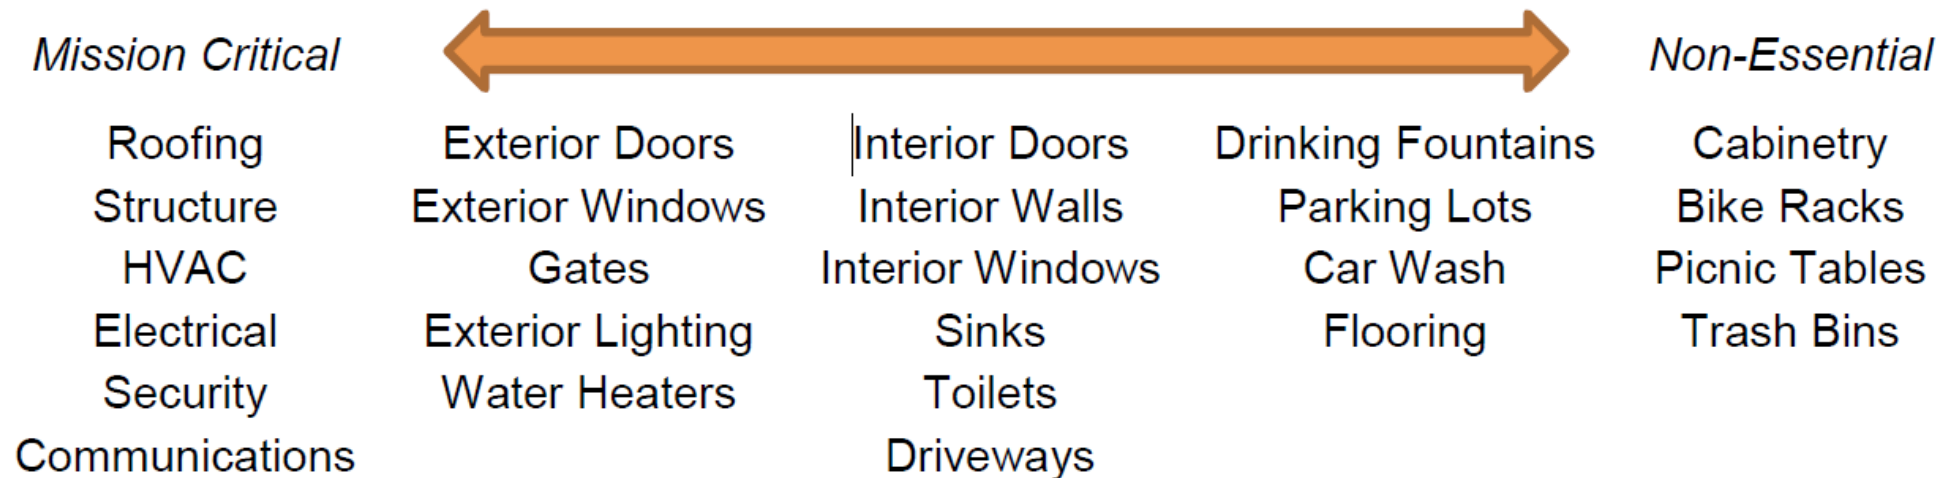 Mission Critical Non-Essential
Roofing Exterior Doors Interior Doors Drinking Fountains Cabinetry
Structure Exterior Windows Interior Walls Parking Lots Bike Racks
HVAC Gates Interior Windows Car Wash Picnic Tables
Electrical Exterior Lighting Sinks Flooring Trash Bins
Security Water Heaters Toilets
Communications Driveways